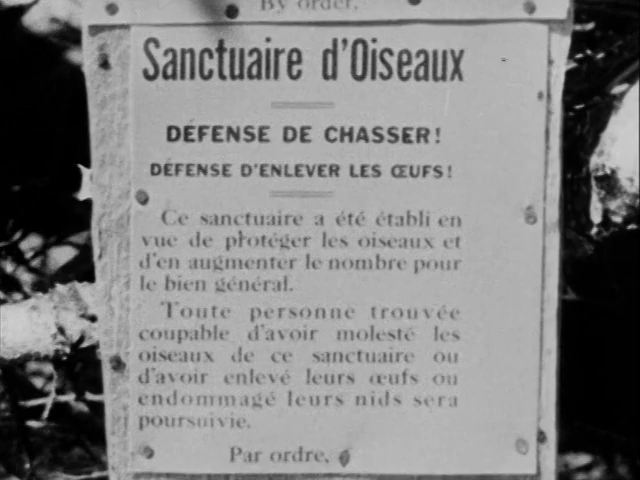 By order,
Sanctuaire d'Oiseaux
DÉFENSE DE CHASSER!
DÉFENSE D'ENLEVER LES ŒUFS!
Ce sanctuaire a été établi en
vue de protéger les oiseaux et
d'en augmenter le nombre pour
le bien général.
Toute personne trouvée
coupable d'avoir molesté les
oiseaux de ce sanctuaire ou
d'avoir enlevé leurs œufs ou
endommagé leurs nids sera
poursuivie.
Par ordre,